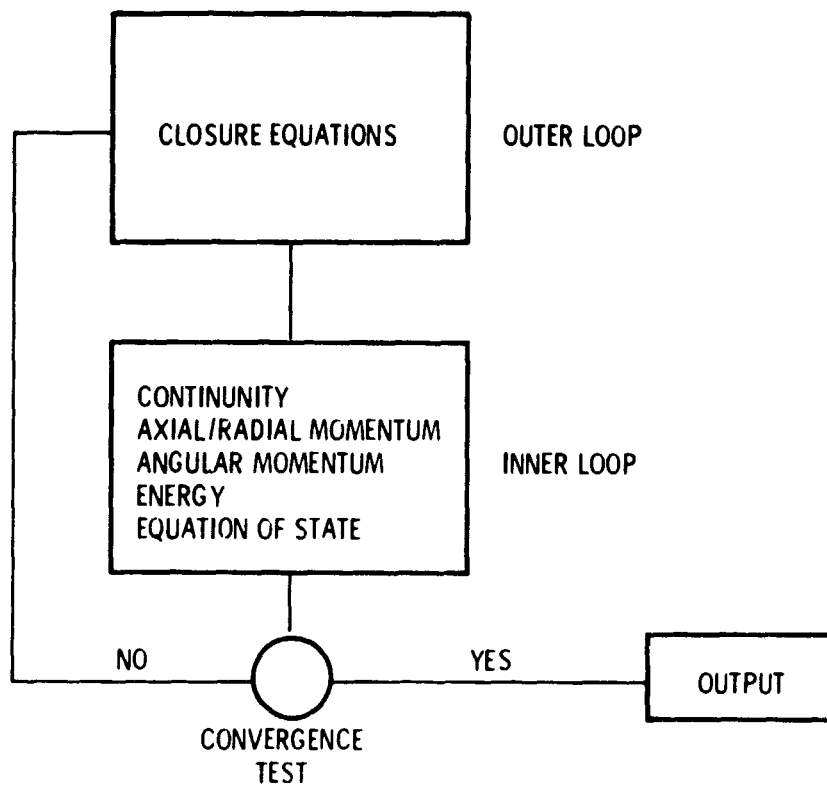 CLOSURE EQUATIONS
OUTER LOOP
CONTINUNITY
AXIAL/RADIAL MOMENTUM
ANGULAR MOMENTUM
ENERGY
EQUATION OF STATE
INNER LOOP
NO
YES
OUTPUT
CONVERGENCE
TEST